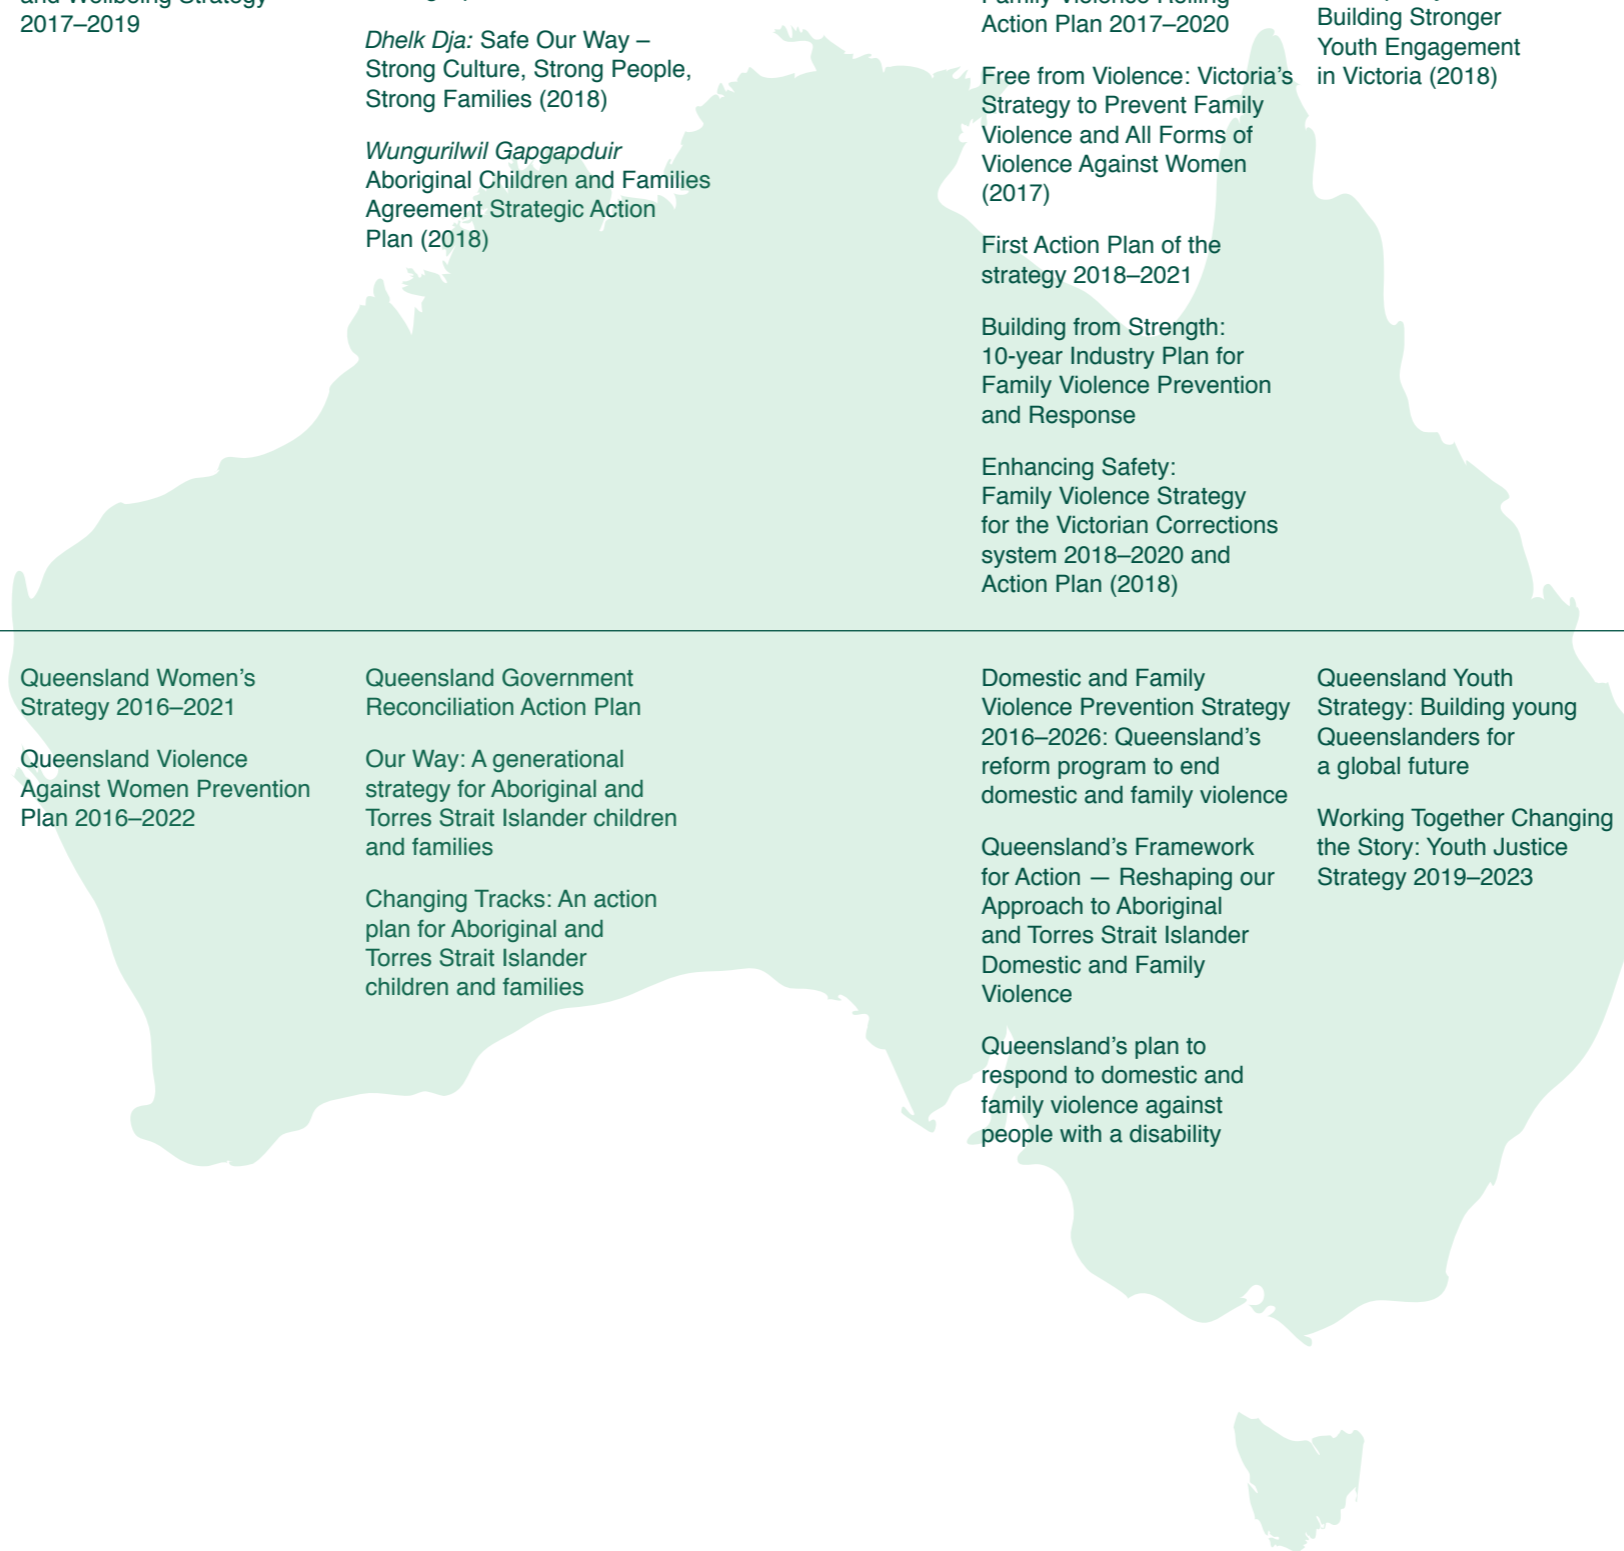 and Wellbeing Strategy
2017–2019
Dhelk Dja: Safe Our Way –
Strong Culture, Strong People,
Strong Families (2018)
Wungurilwil Gapgapduir
Aboriginal Children and Families
Agreement Strategic Action
Plan (2018)
Family Violence Rolling
Action Plan 2017–2020
Free from Violence: Victoria’s
Strategy to Prevent Family
Violence and All Forms of
Violence Against Women
(2017)
First Action Plan of the
strategy 2018–2021
Building from Strength:
10-year Industry Plan for
Family Violence Prevention
and Response
Enhancing Safety:
Family Violence Strategy
for the Victorian Corrections
system 2018–2020 and
Action Plan (2018)
Building Stronger
Youth Engagement
in Victoria (2018)
Queensland Women’s
Strategy 2016–2021
Queensland Violence
Against Women Prevention
Plan 2016–2022
Queensland Government
Reconciliation Action Plan
Our Way: A generational
strategy for Aboriginal and
Torres Strait Islander children
and families
Changing Tracks: An action
plan for Aboriginal and
Torres Strait Islander
children and families
Domestic and Family
Violence Prevention Strategy
2016–2026: Queensland’s
reform program to end
domestic and family violence
Queensland’s Framework
for Action — Reshaping our
Approach to Aboriginal
and Torres Strait Islander
Domestic and Family
Violence
Queensland’s plan to
respond to domestic and
family violence against
people with a disability
Queensland Youth
Strategy: Building young
Queenslanders for
a global future
Working Together Changing
the Story: Youth Justice
Strategy 2019–2023